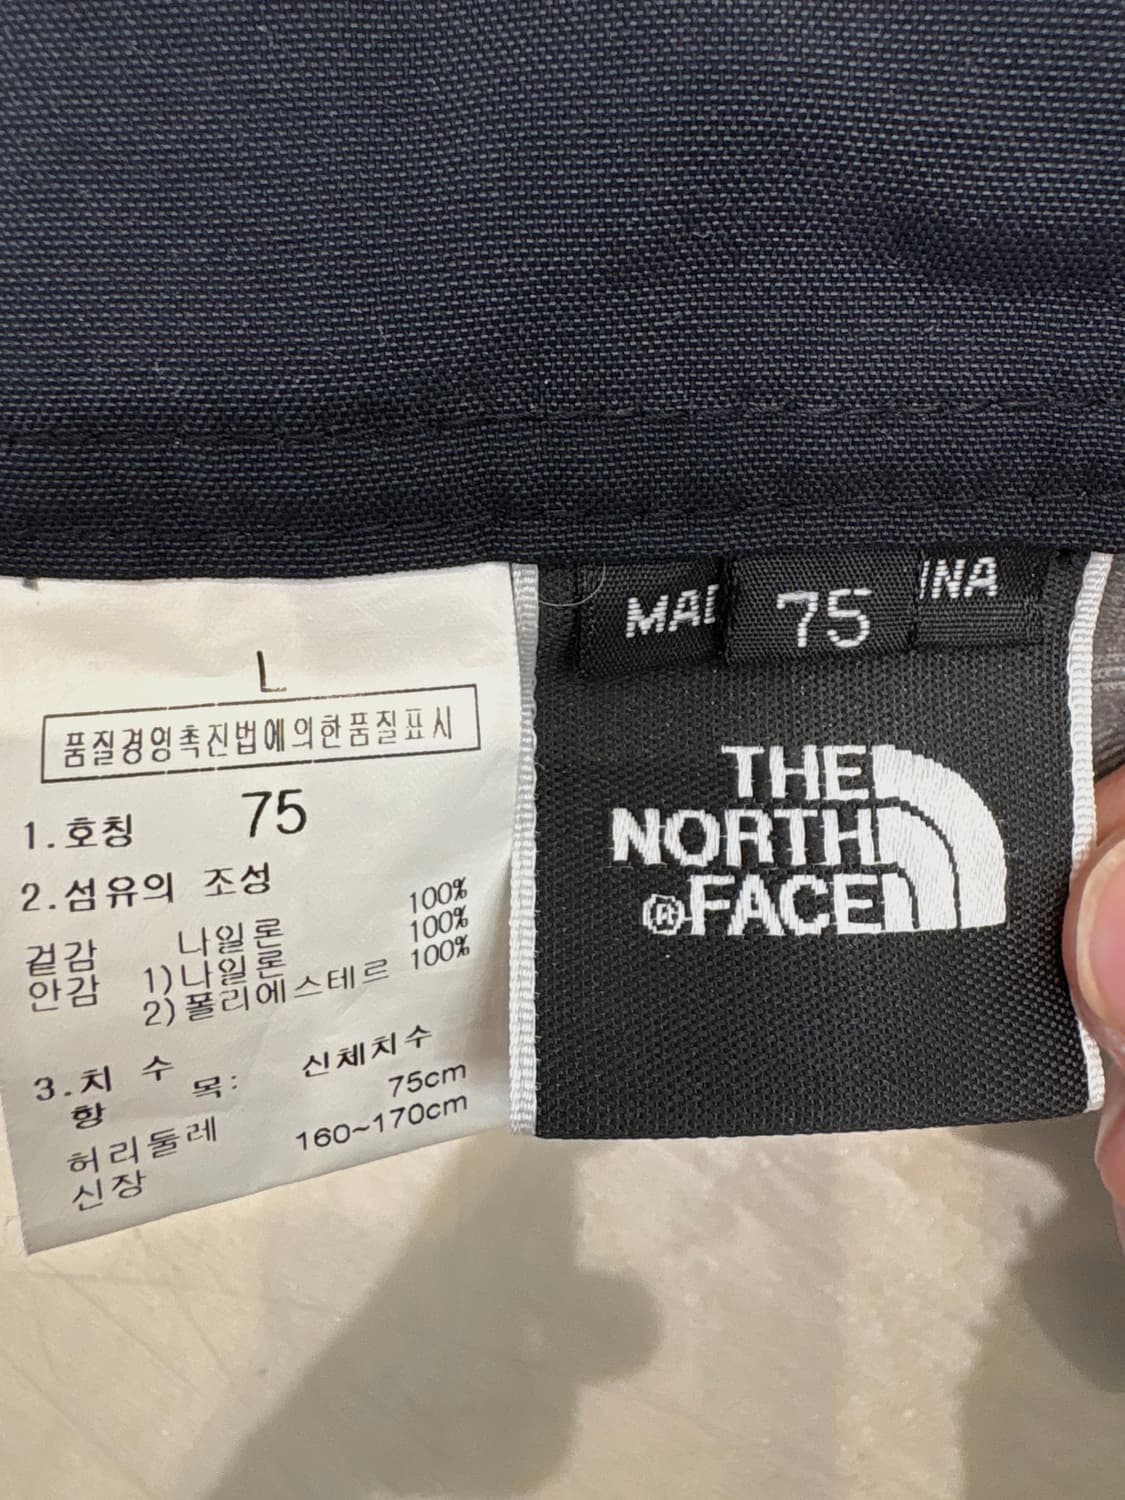 L
품질경영촉진법에의한품질표시
1.호칭 75
2.섬유의 조성
겉감 나일론 100%
안감 1)나일론 100%
2)폴리에스테르 100%
3.치 수
항 목: 신체치수
허리둘레 75cm
신장 160~170cm
MAD 75 INA
THE
NORTH
®FACE